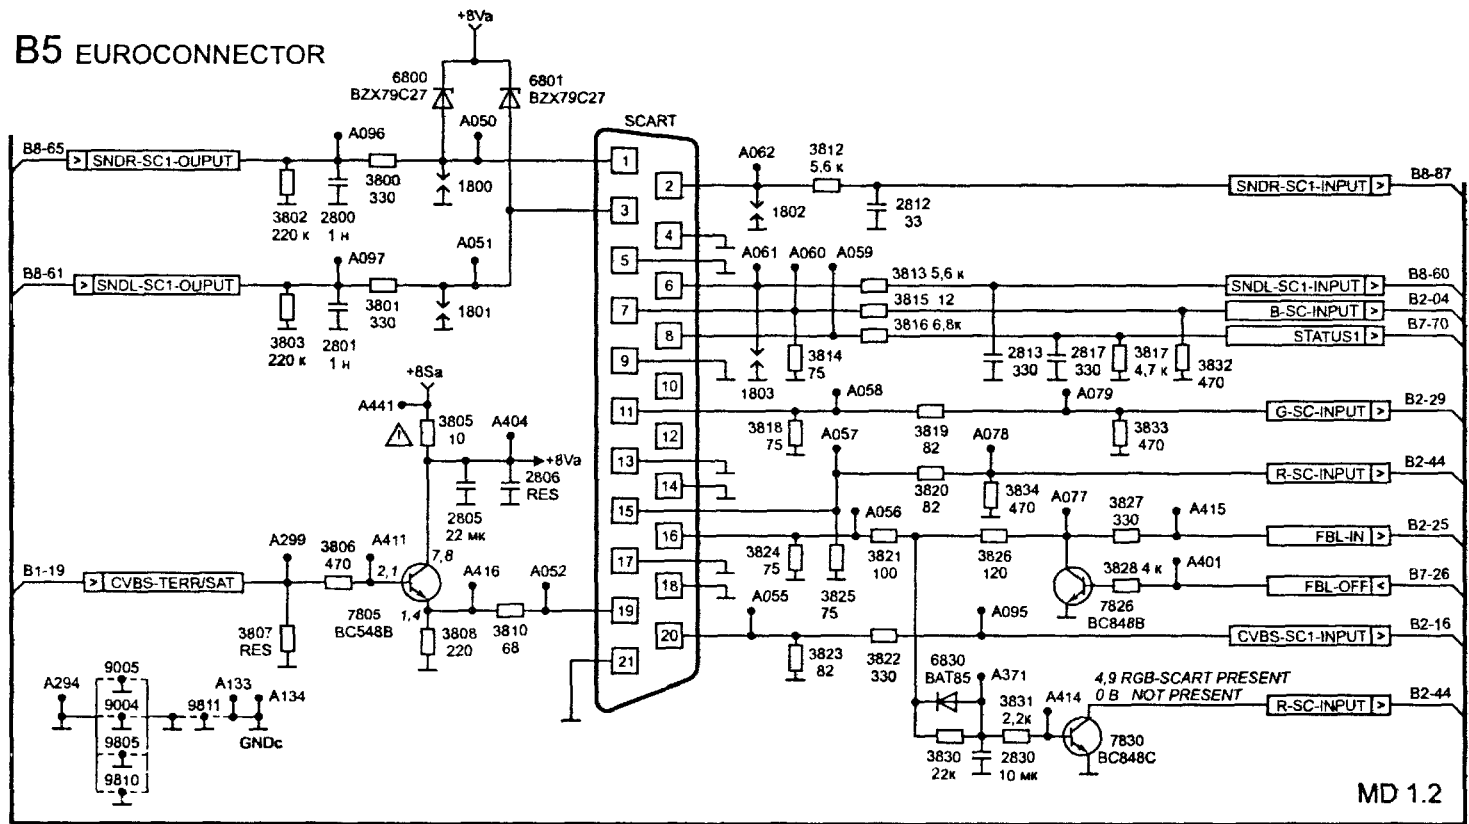 B5 EUROCONNECTOR
+8Va
6800
BZX79C27
6801
BZX79C27
SCART
B8-65
> SNDR-SC1-OUPUT
A096
A050
3800
330
1800
3802
220 к
2800
1 н
B8-61
> SNDL-SC1-OUPUT
A097
A051
3801
330
1801
3803
220 к
2801
1 н
+8Sa
A441
3805
10
A404
+8Va
2806
RES
2805
22 мк
B1-19
> CVBS-TERR/SAT
A299
3806
470
A411
2,1
7,8
1,4
7805
BC548B
A416
A052
3807
RES
3808
220
3810
68
A294
9005
9004
9805
9810
9811
A133
A134
GNDc
1
2
3
4
5
6
7
8
9
10
11
12
13
14
15
16
17
18
19
20
21
A062
3812
5,6 к
1802
2812
33
SNDR-SC1-INPUT >
B8-87
A061
A060
A059
3813 5,6 к
SNDL-SC1-INPUT >
B8-60
3815 12
B-SC-INPUT >
B2-04
3816 6,8к
STATUS1 >
B7-70
1803
3814
75
2813
330
2817
330
3817
4,7 к
3832
470
A058
A079
G-SC-INPUT >
B2-29
3818
75
3819
82
3833
470
A057
A078
R-SC-INPUT >
B2-44
3820
82
3834
470
A056
A077
3827
330
A415
FBL-IN >
B2-25
3824
75
3821
100
3826
120
3825
75
3828 4 к
A401
FBL-OFF <
B7-26
7826
BC848B
A055
A095
CVBS-SC1-INPUT >
B2-16
3823
82
3822
330
6830
BAT85
A371
3831
2,2к
A414
4,9 RGB-SCART PRESENT
0 В NOT PRESENT
R-SC-INPUT >
B2-44
3830
22к
2830
10 мк
7830
BC848C
MD 1.2